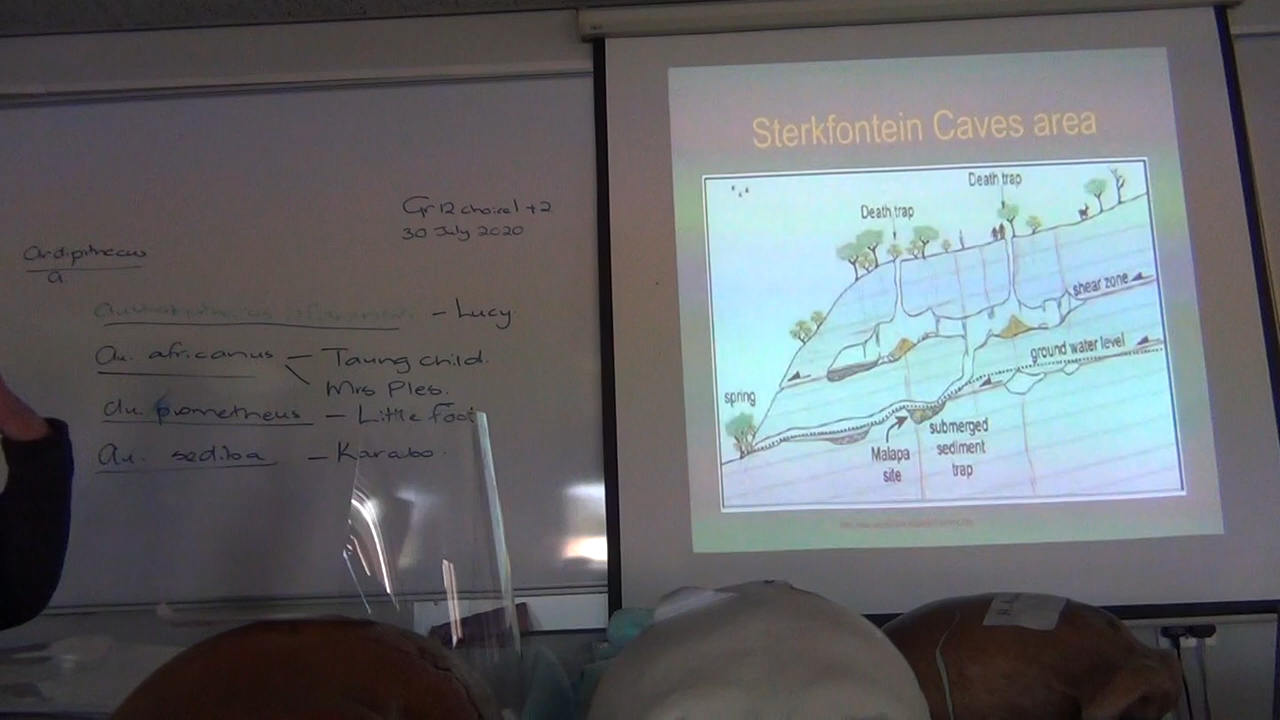 Gr 12 choice 1 + 2
30 July 2020
Ardipithecus
a
- Lucy
Au. africanus - Taung child.
Mrs Ples.
Au. prometheus - Little foot
Au. sediba - Karabo.
Sterkfontein Caves area
Death trap
Death trap
shear zone
ground water level
spring
Malapa
site
submerged
sediment
trap